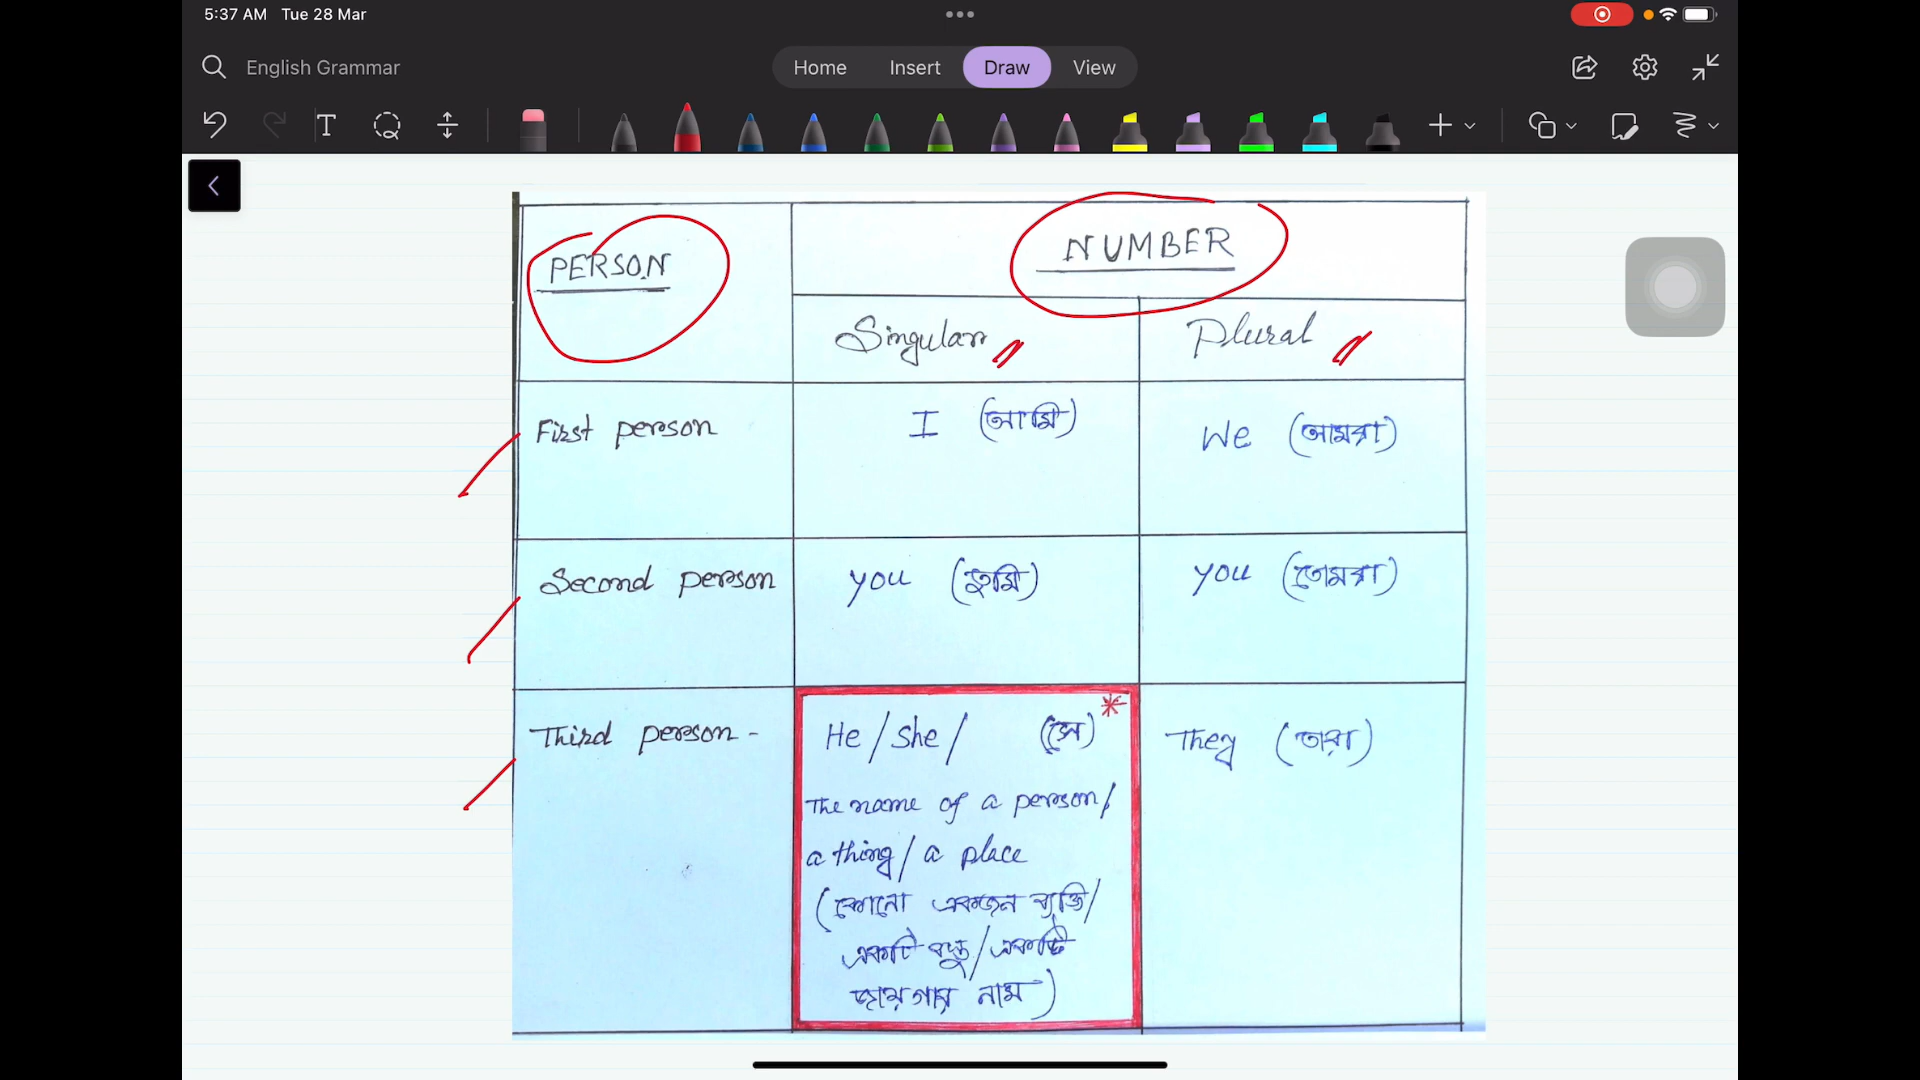 5:37 AM Tue 28 Mar
English Grammar
Home Insert Draw View
PERSON
NUMBER
Singular
Plural
First person
I (আমি)
We (আমরা)
Second person
you (তুমি)
you (তোমরা)
Third person -
He/she/ (সে) *
They (তারা)
The name of a person/
a thing/ a place
(কোনো একজন ব্যক্তি/
একটি বস্তু/একটি
জায়গার নাম)